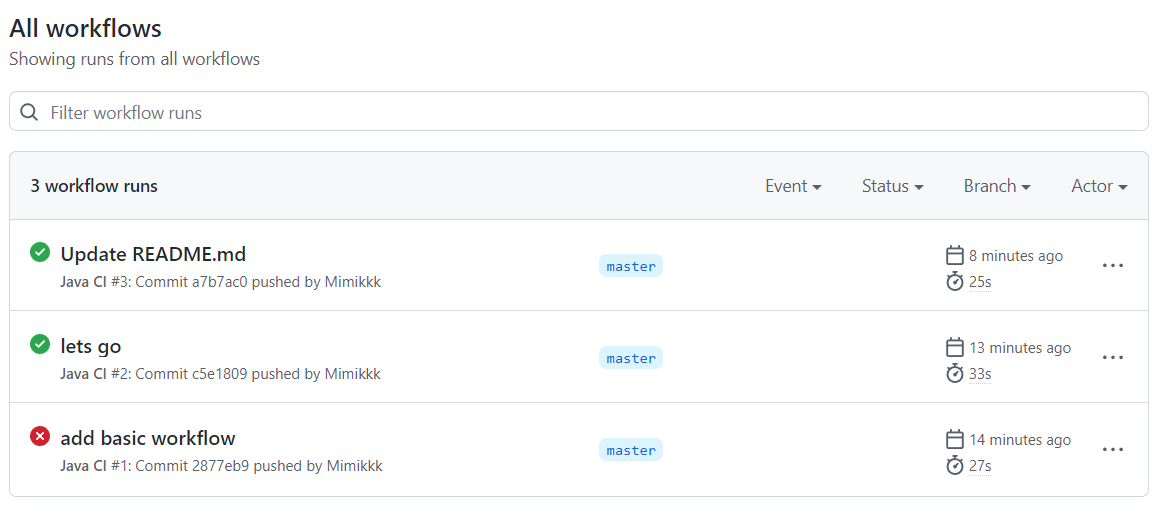 All workflows
Showing runs from all workflows
Filter workflow runs
3 workflow runs Event Status Branch Actor
Update README.md
Java CI #3: Commit a7b7ac0 pushed by Mimikkk
master
8 minutes ago
25s
lets go
Java CI #2: Commit c5e1809 pushed by Mimikkk
master
13 minutes ago
33s
add basic workflow
Java CI #1: Commit 2877eb9 pushed by Mimikkk
master
14 minutes ago
27s